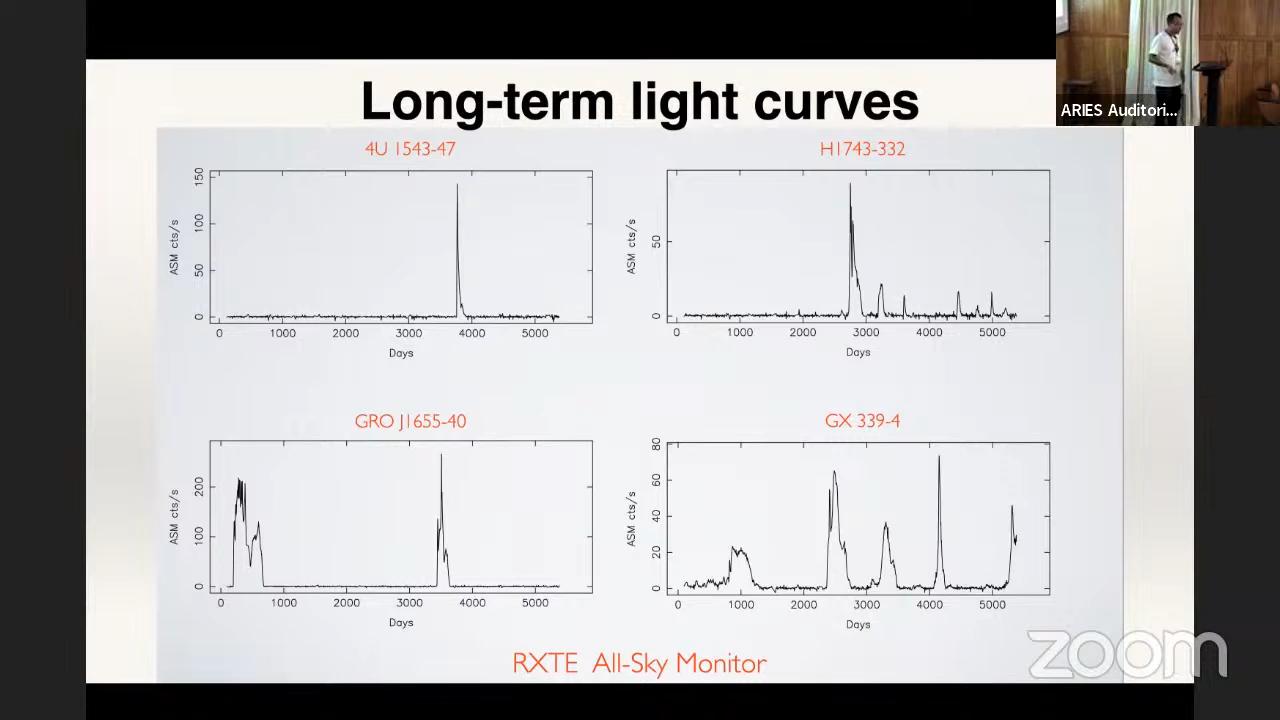 Long-term light curves
ARIES Auditori...
4U 1543-47
H1743-332
150
100
50
0
ASM cts/s
0 1000 2000 3000 4000 5000
Days
50
0
ASM cts/s
0 1000 2000 3000 4000 5000
Days
GRO J1655-40
GX 339-4
200
100
0
ASM cts/s
0 1000 2000 3000 4000 5000
Days
80
60
40
20
0
ASM cts/s
0 1000 2000 3000 4000 5000
Days
RXTE All-Sky Monitor
zoom